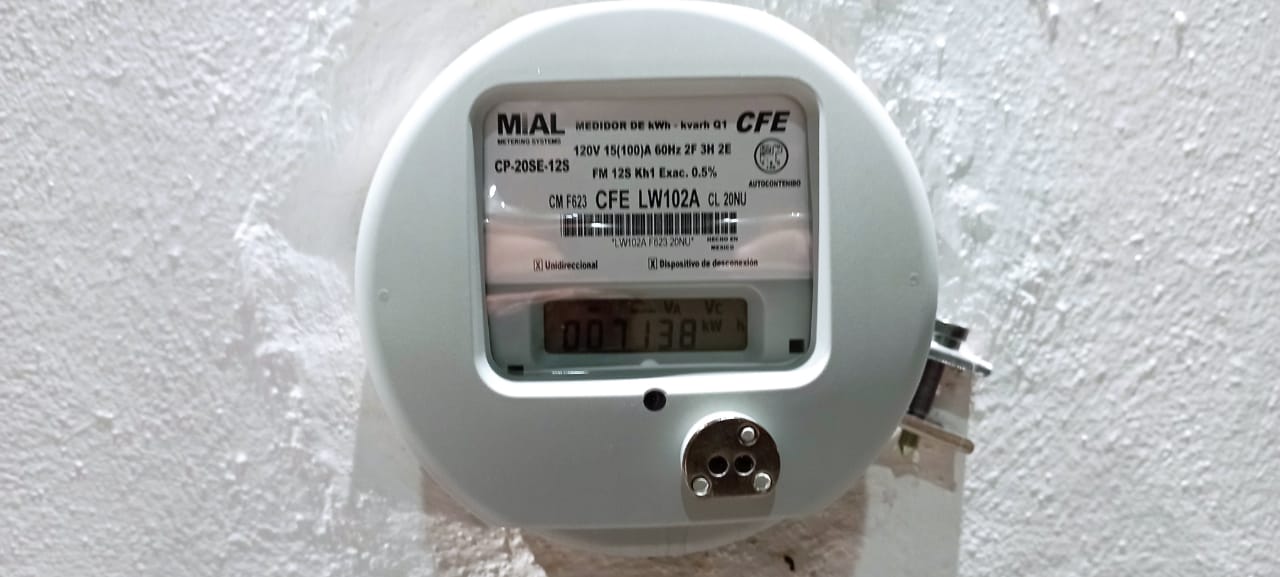 MIAL MEDIDOR DE kWh - kvarh Q1 CFE
METERING SYSTEMS
120V 15(100)A 60Hz 2F 3H 2E
CP-20SE-12S
FM 12S Kh1 Exac. 0.5%
AUTOCONTENIDO
CM F623 CFE LW102A CL 20NU
*LW102A F623 20NU*
HECHO EN
MEXICO
X Unidireccional X Dispositivo de desconexión
VA VC
007138 kW h